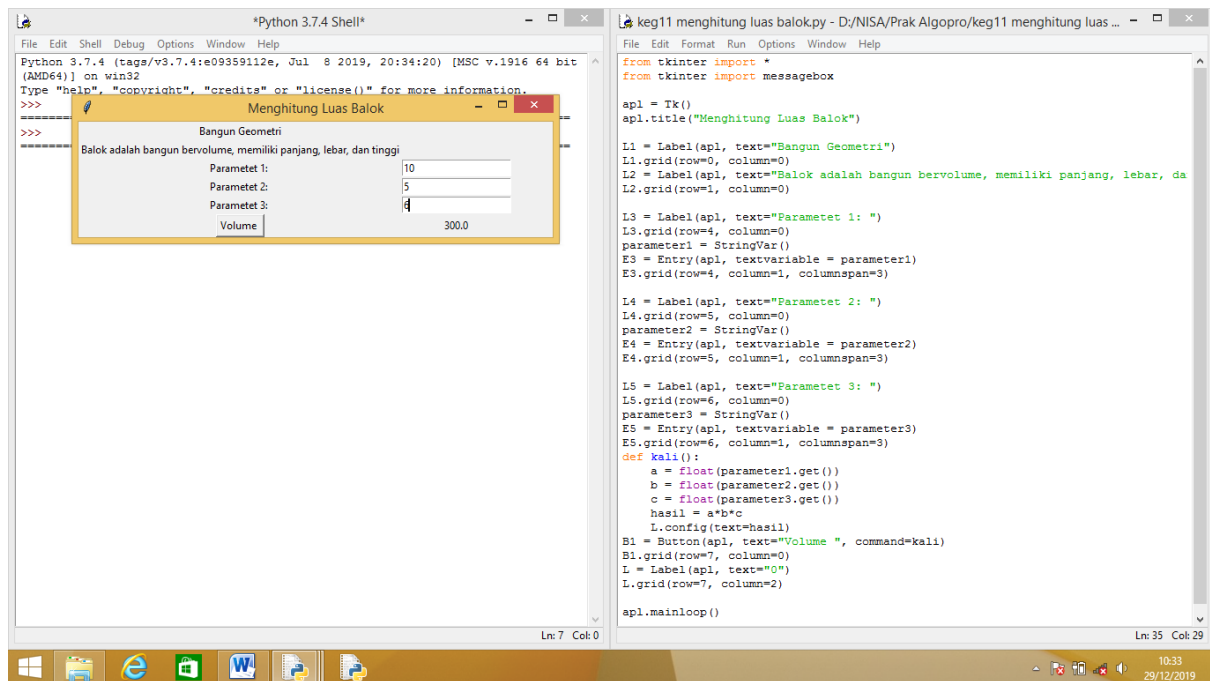 *Python 3.7.4 Shell*
File Edit Shell Debug Options Window Help
Python 3.7.4 (tags/v3.7.4:e09359112e, Jul  8 2019, 20:34:20) [MSC v.1916 64 bit
(AMD64)] on win32
Type "help", "copyright", "credits" or "license()" for more information.
>>>
>>>
Menghitung Luas Balok
Bangun Geometri
Balok adalah bangun bervolume, memiliki panjang, lebar, dan tinggi
Parametet 1: 10
Parametet 2: 5
Parametet 3: 6
Volume 300.0
Ln: 7 Col: 0
keg11 menghitung luas balok.py - D:/NISA/Prak Algopro/keg11 menghitung luas ...
File Edit Format Run Options Window Help
from tkinter import *
from tkinter import messagebox
apl = Tk()
apl.title("Menghitung Luas Balok")
L1 = Label(apl, text="Bangun Geometri")
L1.grid(row=0, column=0)
L2 = Label(apl, text="Balok adalah bangun bervolume, memiliki panjang, lebar, da
L2.grid(row=1, column=0)
L3 = Label(apl, text="Parametet 1: ")
L3.grid(row=4, column=0)
parameter1 = StringVar()
E3 = Entry(apl, textvariable = parameter1)
E3.grid(row=4, column=1, columnspan=3)
L4 = Label(apl, text="Parametet 2: ")
L4.grid(row=5, column=0)
parameter2 = StringVar()
E4 = Entry(apl, textvariable = parameter2)
E4.grid(row=5, column=1, columnspan=3)
L5 = Label(apl, text="Parametet 3: ")
L5.grid(row=6, column=0)
parameter3 = StringVar()
E5 = Entry(apl, textvariable = parameter3)
E5.grid(row=6, column=1, columnspan=3)
def kali():
    a = float(parameter1.get())
    b = float(parameter2.get())
    c = float(parameter3.get())
    hasil = a*b*c
    L.config(text=hasil)
B1 = Button(apl, text="Volume ", command=kali)
B1.grid(row=7, column=0)
L = Label(apl, text="0")
L.grid(row=7, column=2)
apl.mainloop()
Ln: 35 Col: 29
10:33
29/12/2019